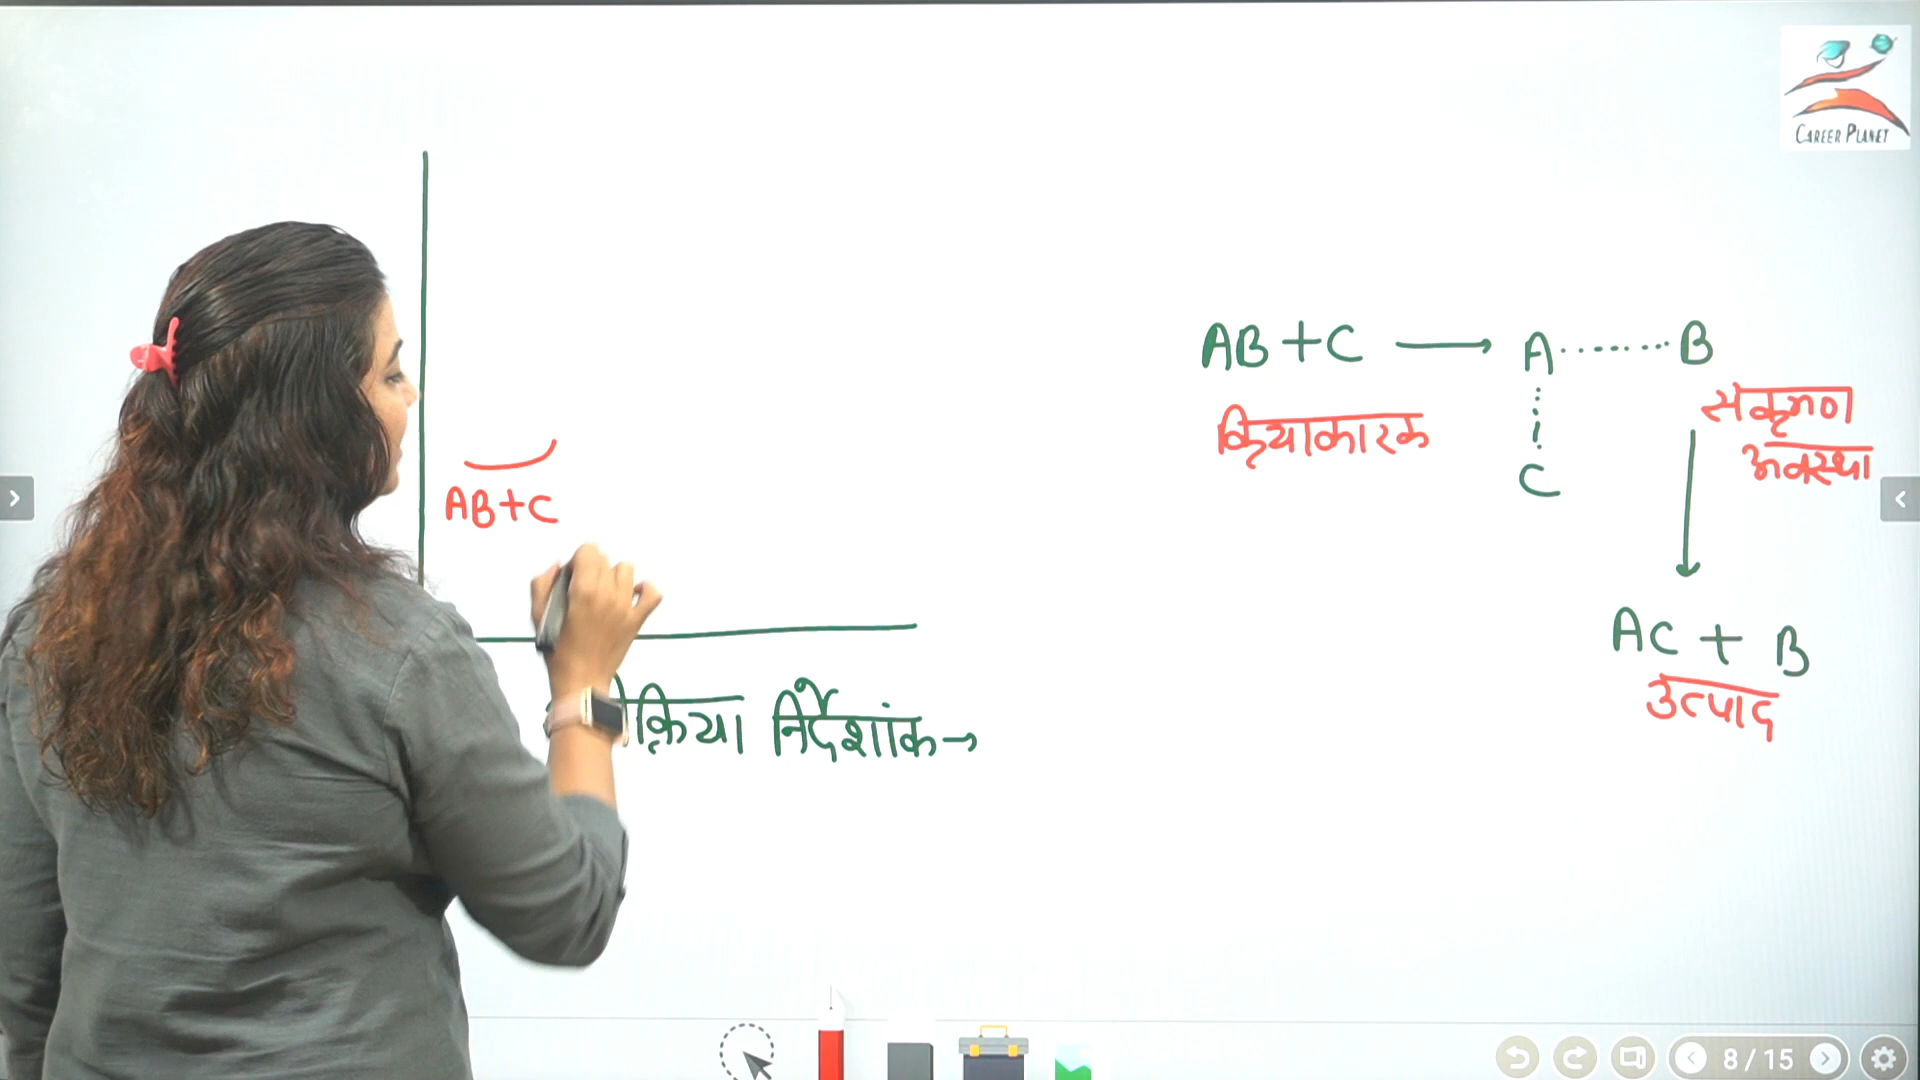 CAREER PLANET
AB + C → A ....... B
क्रियाकारक
संक्रमण
अवस्था
C
AB+C
AC + B
उत्पाद
क्रिया निर्देशांक →
8 / 15